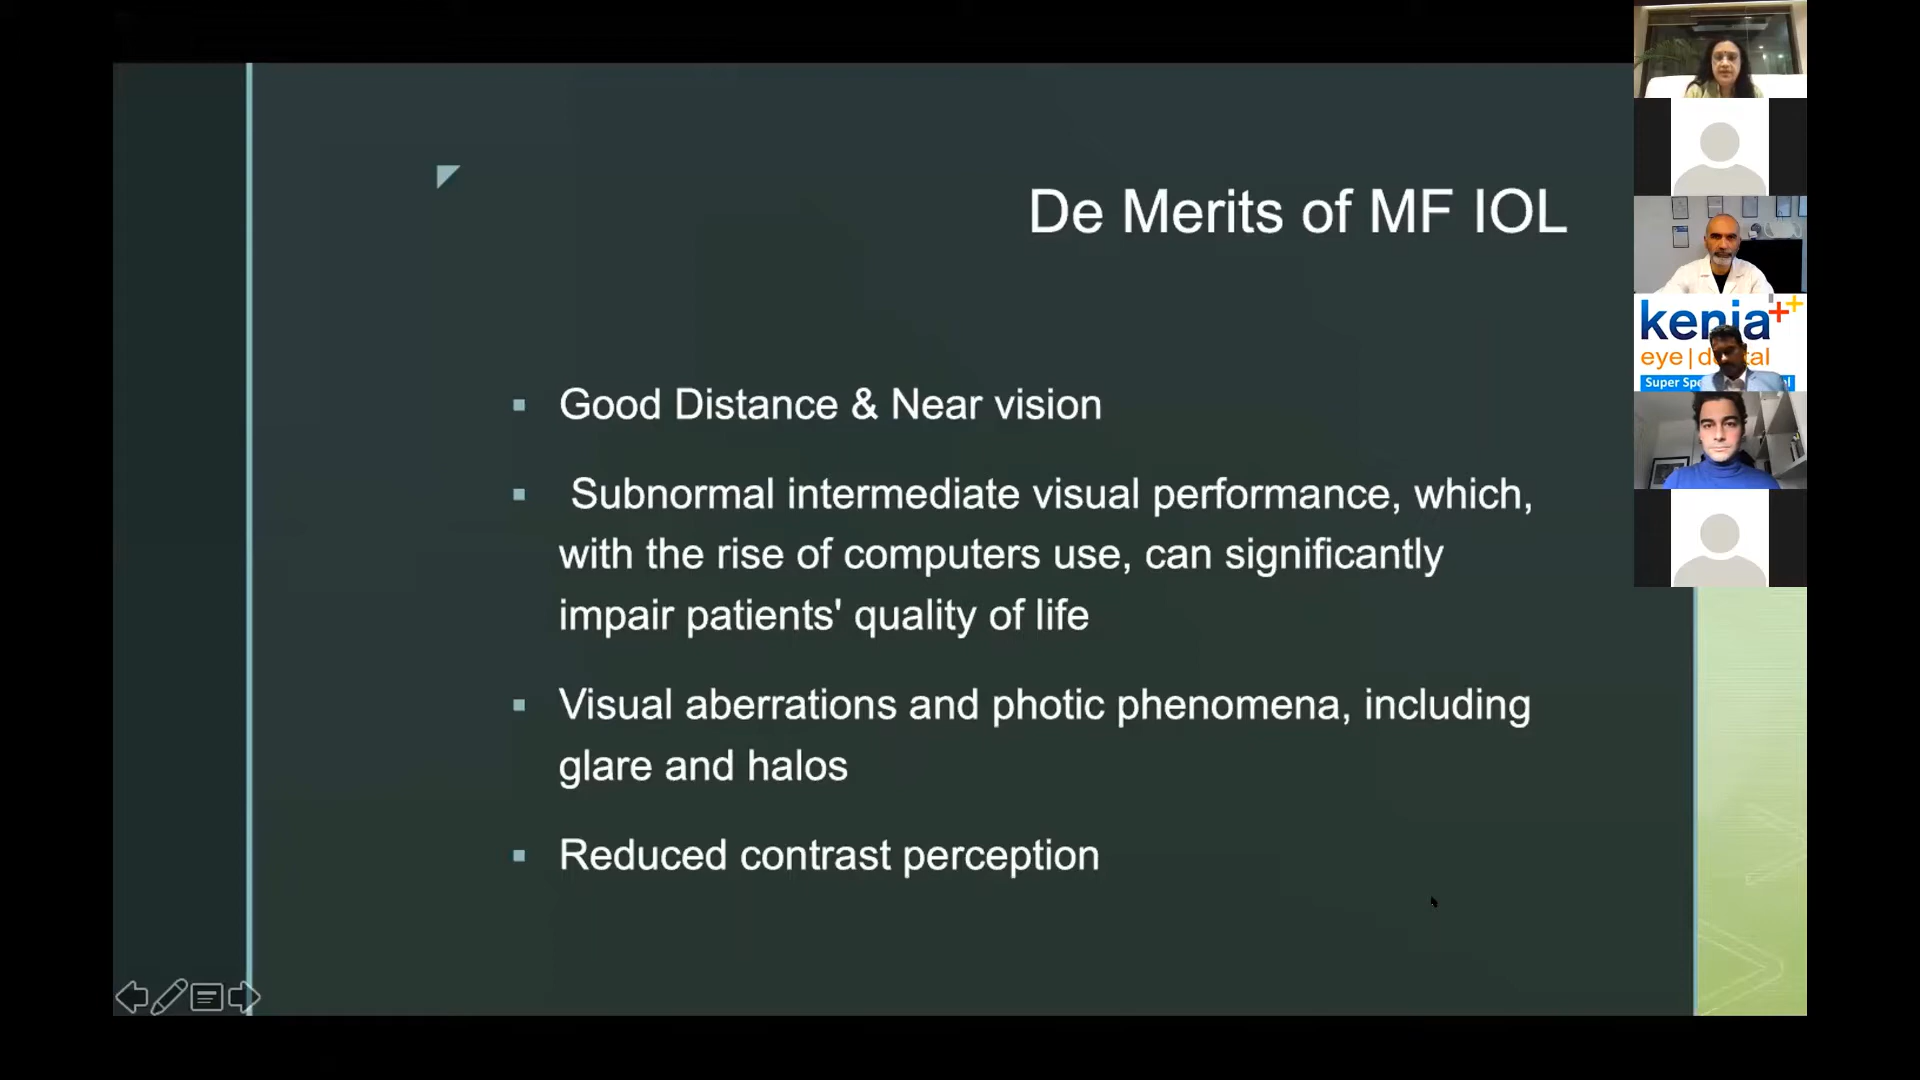 De Merits of MF IOL
Good Distance & Near vision
Subnormal intermediate visual performance, which,
with the rise of computers use, can significantly
impair patients' quality of life
Visual aberrations and photic phenomena, including
glare and halos
Reduced contrast perception
kenia
eye
Super